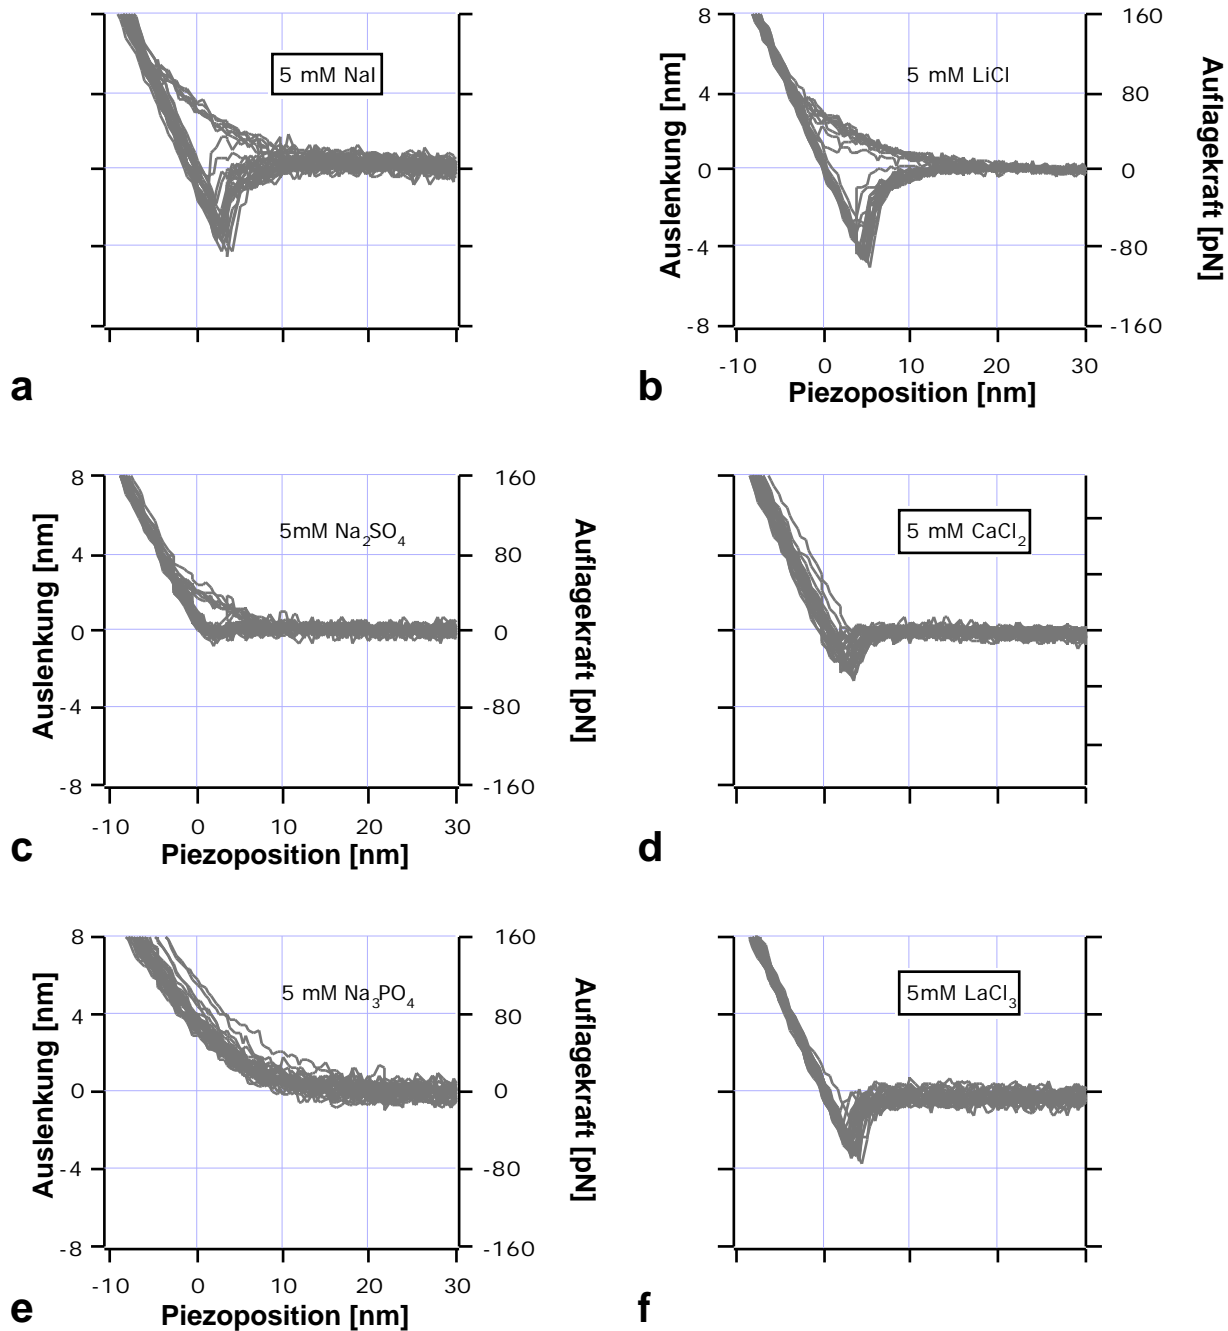 5 mM NaI
a
8
4
0
-4
-8
Auslenkung [nm]
5 mM LiCl
160
80
0
-80
-160
Auflagekraft [pN]
-10 0 10 20 30
Piezoposition [nm]
b
8
4
0
-4
-8
Auslenkung [nm]
5mM Na2SO4
160
80
0
-80
-160
Auflagekraft [pN]
-10 0 10 20 30
Piezoposition [nm]
c
5 mM CaCl2
d
8
4
0
-4
-8
Auslenkung [nm]
5 mM Na3PO4
160
80
0
-80
-160
Auflagekraft [pN]
-10 0 10 20 30
Piezoposition [nm]
e
5mM LaCl3
f